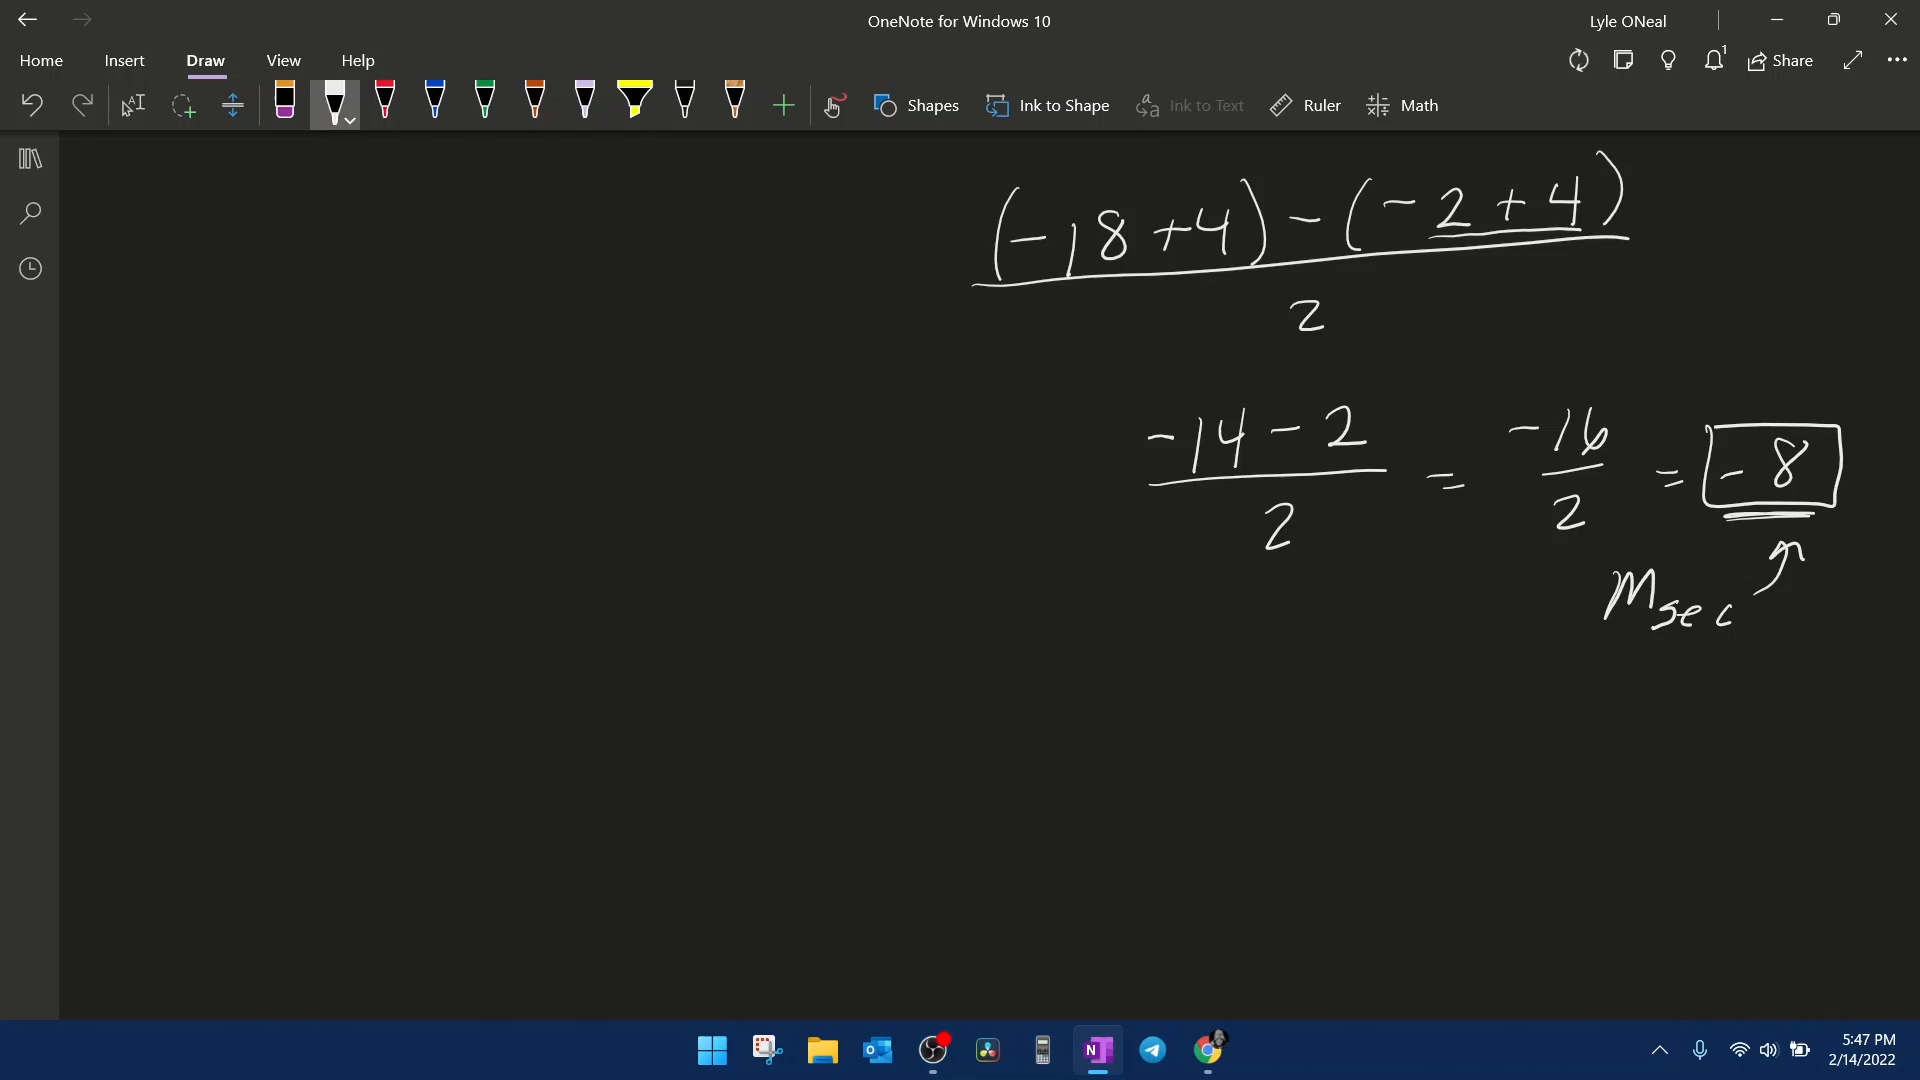 OneNote for Windows 10
Lyle ONeal
Home Insert Draw View Help
1
Share
Shapes Ink to Shape Ink to Text Ruler Math
(-18+4)-(-2+4)
2
-14-2
2
=
-16
2
= -8
Msec
5:47 PM
2/14/2022